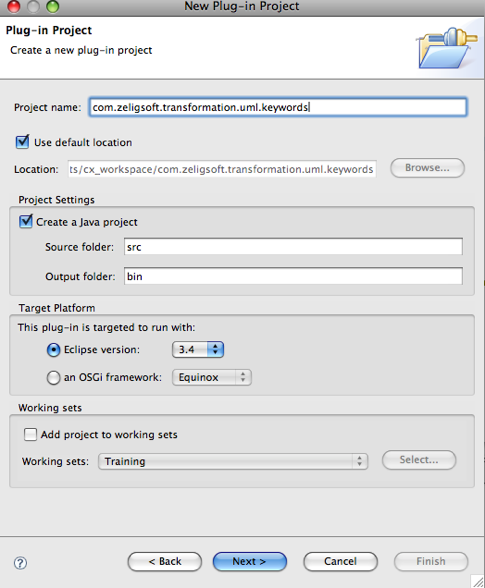 New Plug-in Project
Plug-in Project
Create a new plug-in project
Project name: com.zeligsoft.transformation.uml.keywords
Use default location
Location: ts/cx_workspace/com.zeligsoft.transformation.uml.keywords Browse...
Project Settings
Create a Java project
Source folder: src
Output folder: bin
Target Platform
This plug-in is targeted to run with:
Eclipse version: 3.4
an OSGi framework: Equinox
Working sets
Add project to working sets
Working sets: Training Select...
? < Back Next > Cancel Finish